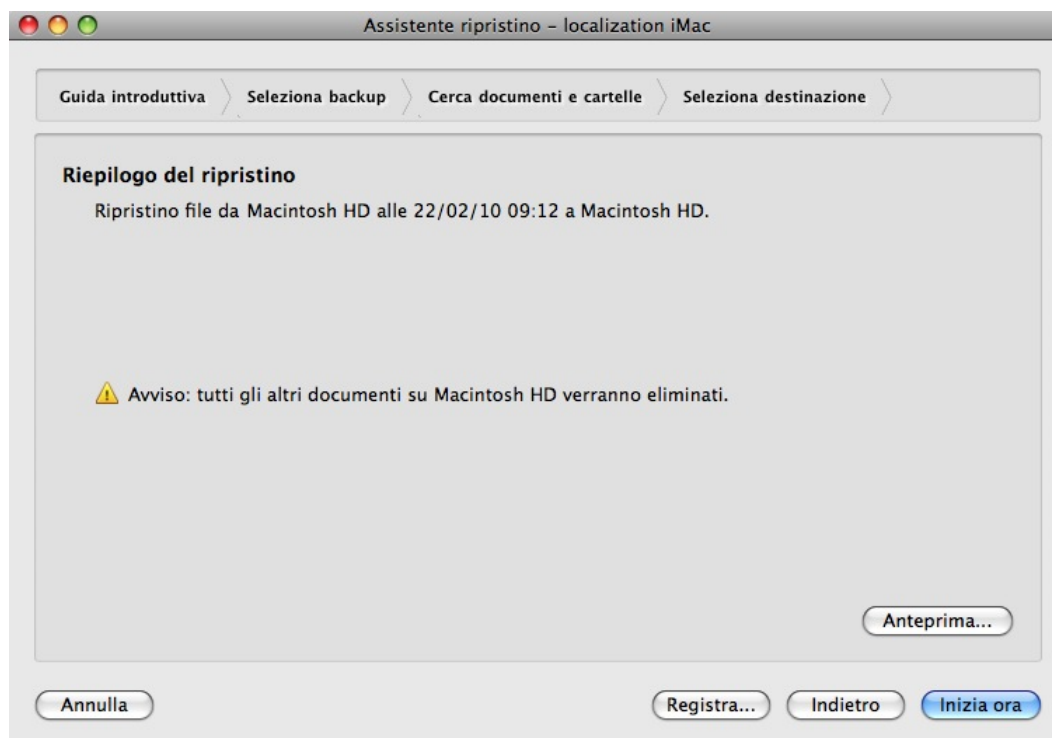 Assistente ripristino – localization iMac
Guida introduttiva Seleziona backup Cerca documenti e cartelle Seleziona destinazione
Riepilogo del ripristino
Ripristino file da Macintosh HD alle 22/02/10 09:12 a Macintosh HD.
Avviso: tutti gli altri documenti su Macintosh HD verranno eliminati.
Anteprima...
Annulla Registra... Indietro Inizia ora